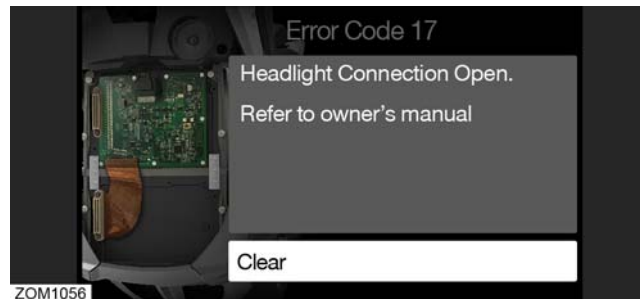 Error Code 17
Headlight Connection Open.
Refer to owner's manual
Clear
ZOM1056